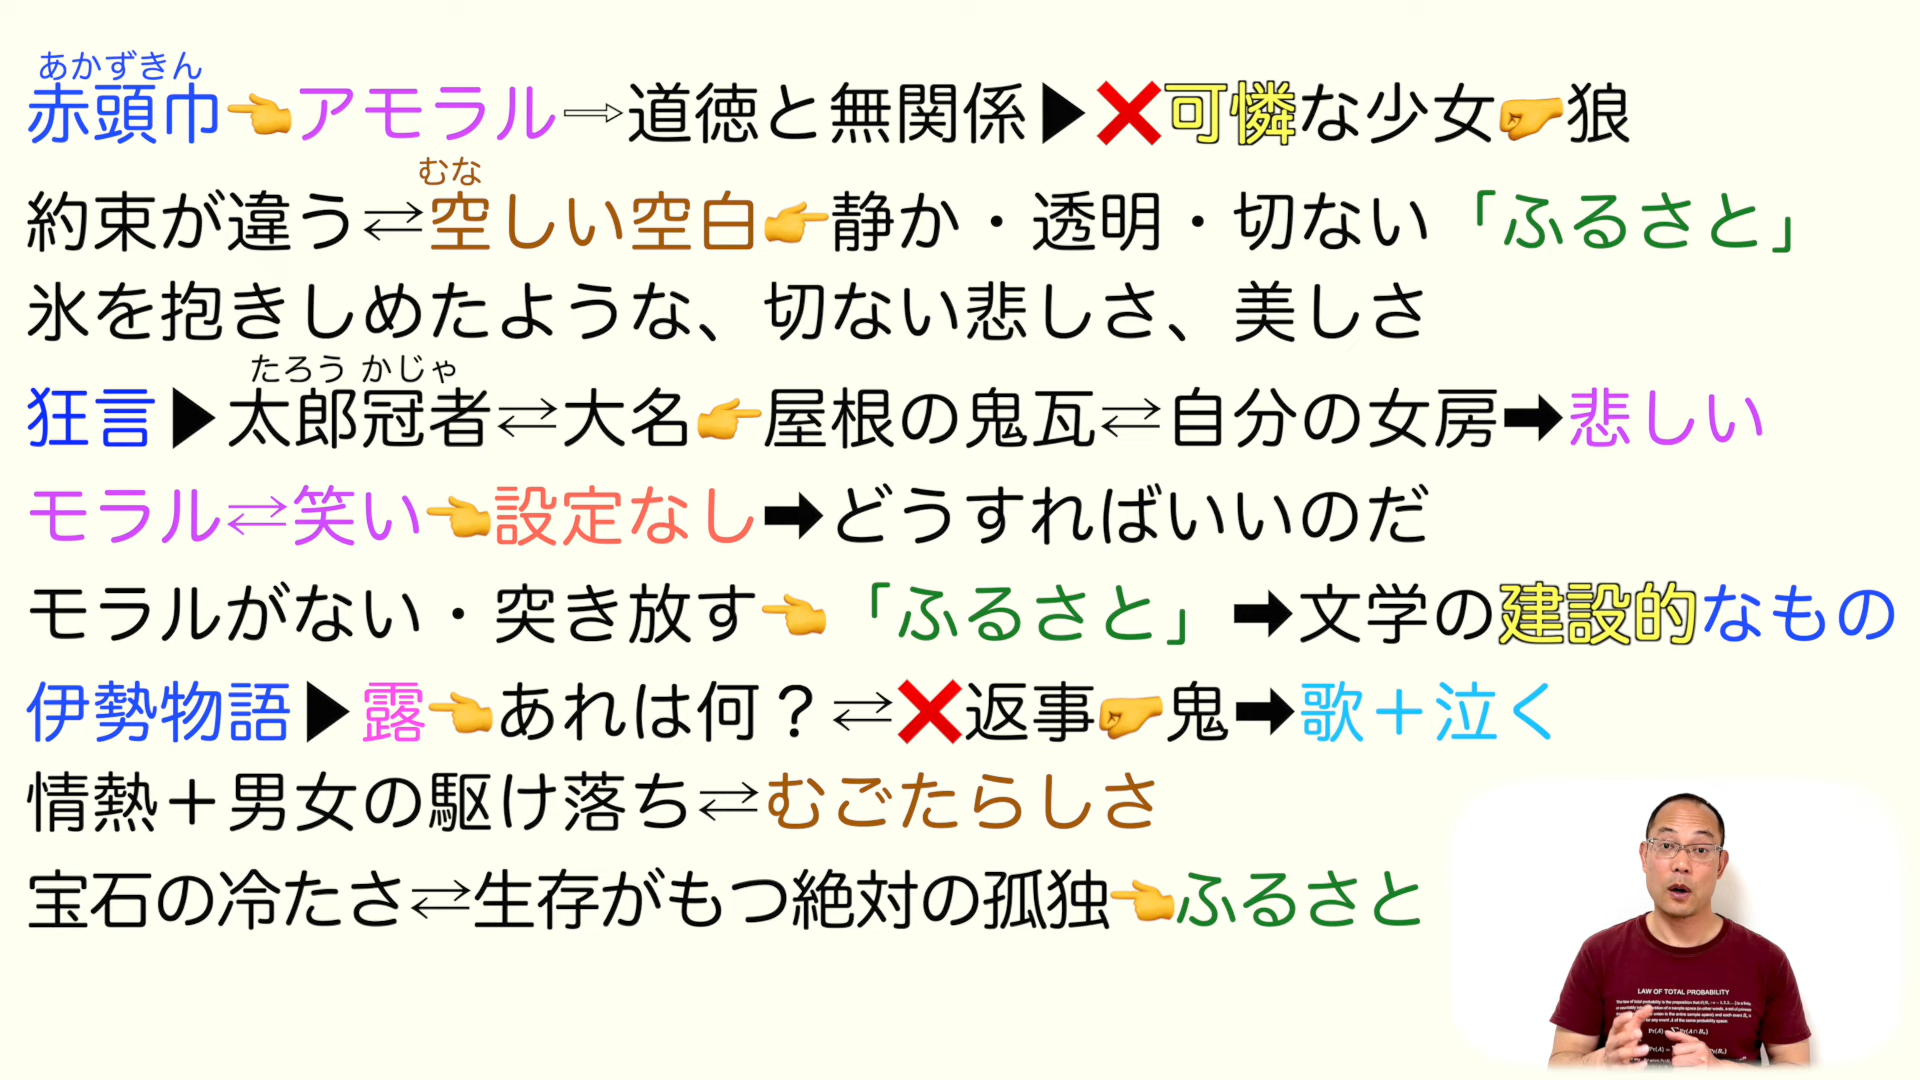 あかずきん
赤頭巾👈アモラル⇨道徳と無関係▶❌可憐な少女👉狼
むな
約束が違う⇄空しい空白👉静か・透明・切ない「ふるさと」
氷を抱きしめたような、切ない悲しさ、美しさ
たろう かじゃ
狂言▶太郎冠者⇄大名👉屋根の鬼瓦⇄自分の女房➡悲しい
モラル⇄笑い👈設定なし➡どうすればいいのだ
モラルがない・突き放す👈「ふるさと」➡文学の建設的なもの
伊勢物語▶露👈あれは何？⇄❌返事👉鬼➡歌＋泣く
情熱＋男女の駆け落ち⇄むごたらしさ
宝石の冷たさ⇄生存がもつ絶対の孤独👈ふるさと
LAW OF TOTAL PROBABILITY